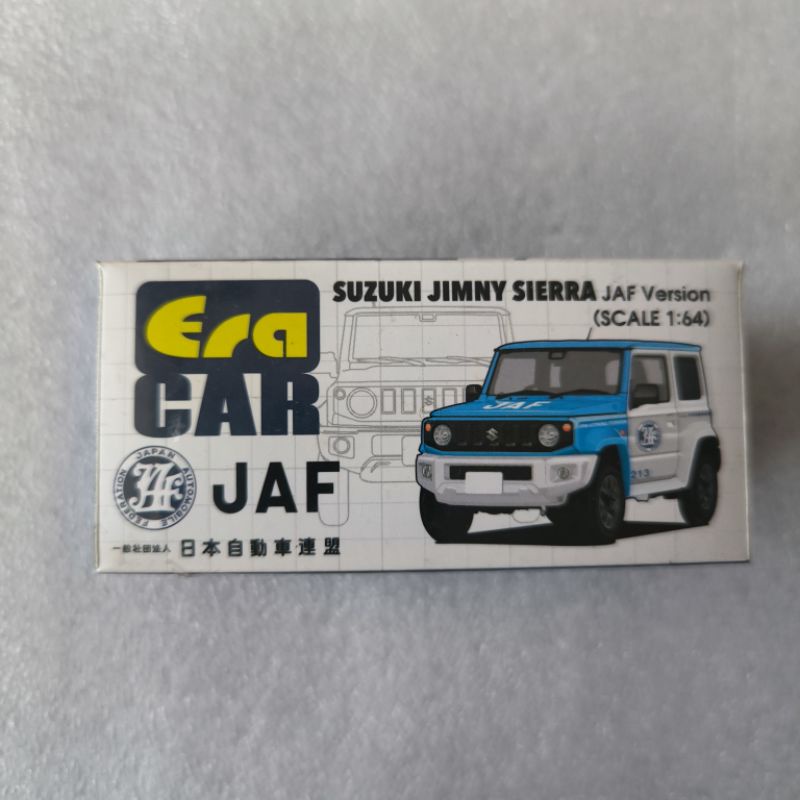 Era
CAR
SUZUKI JIMNY SIERRA JAF Version
(SCALE 1:64)
JAPAN AUTOMOBILE FEDERATION
JAF
JAF
一般社団法人 日本自動車連盟
JAF
JAF
213